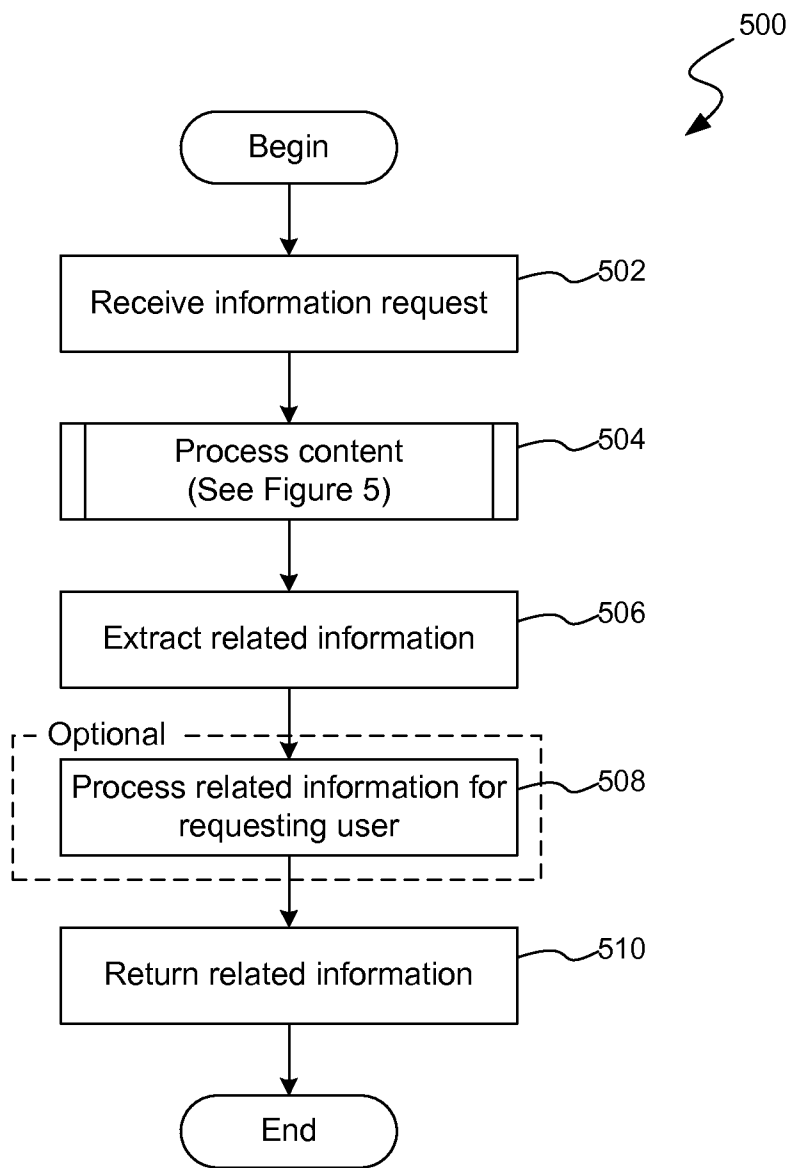 500
Begin
Receive information request
502
Process content
(See Figure 5)
504
Extract related information
506
Optional
Process related information for
requesting user
508
Return related information
510
End